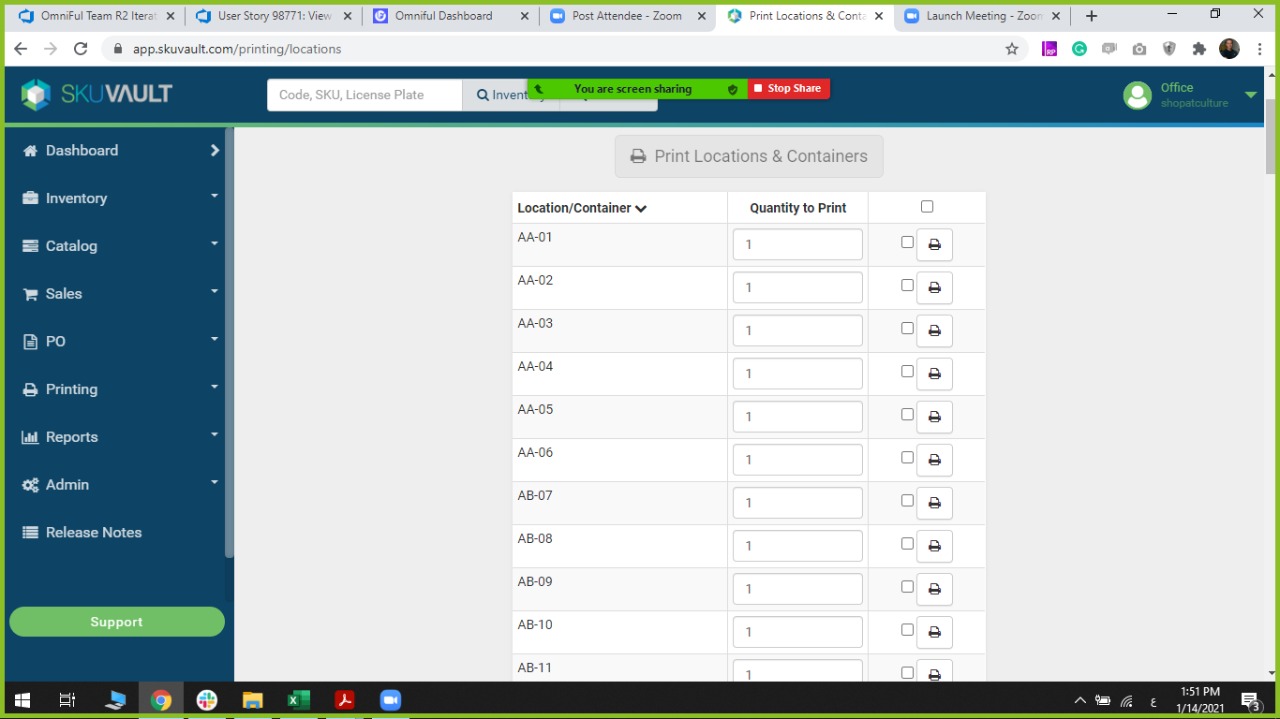 OmniFul Team R2 Iterat
User Story 98771: View
Omniful Dashboard
Post Attendee - Zoom
Print Locations & Conta
Launch Meeting - Zoom
app.skuvault.com/printing/locations
SKUVAULT
Code, SKU, License Plate
Invent
You are screen sharing
Stop Share
Office
shopatculture
Dashboard
Inventory
Catalog
Sales
PO
Printing
Reports
Admin
Release Notes
Support
Print Locations & Containers
Location/Container Quantity to Print
AA-01 1
AA-02 1
AA-03 1
AA-04 1
AA-05 1
AA-06 1
AB-07 1
AB-08 1
AB-09 1
AB-10 1
AB-11 1
ع
1:51 PM
1/14/2021
3